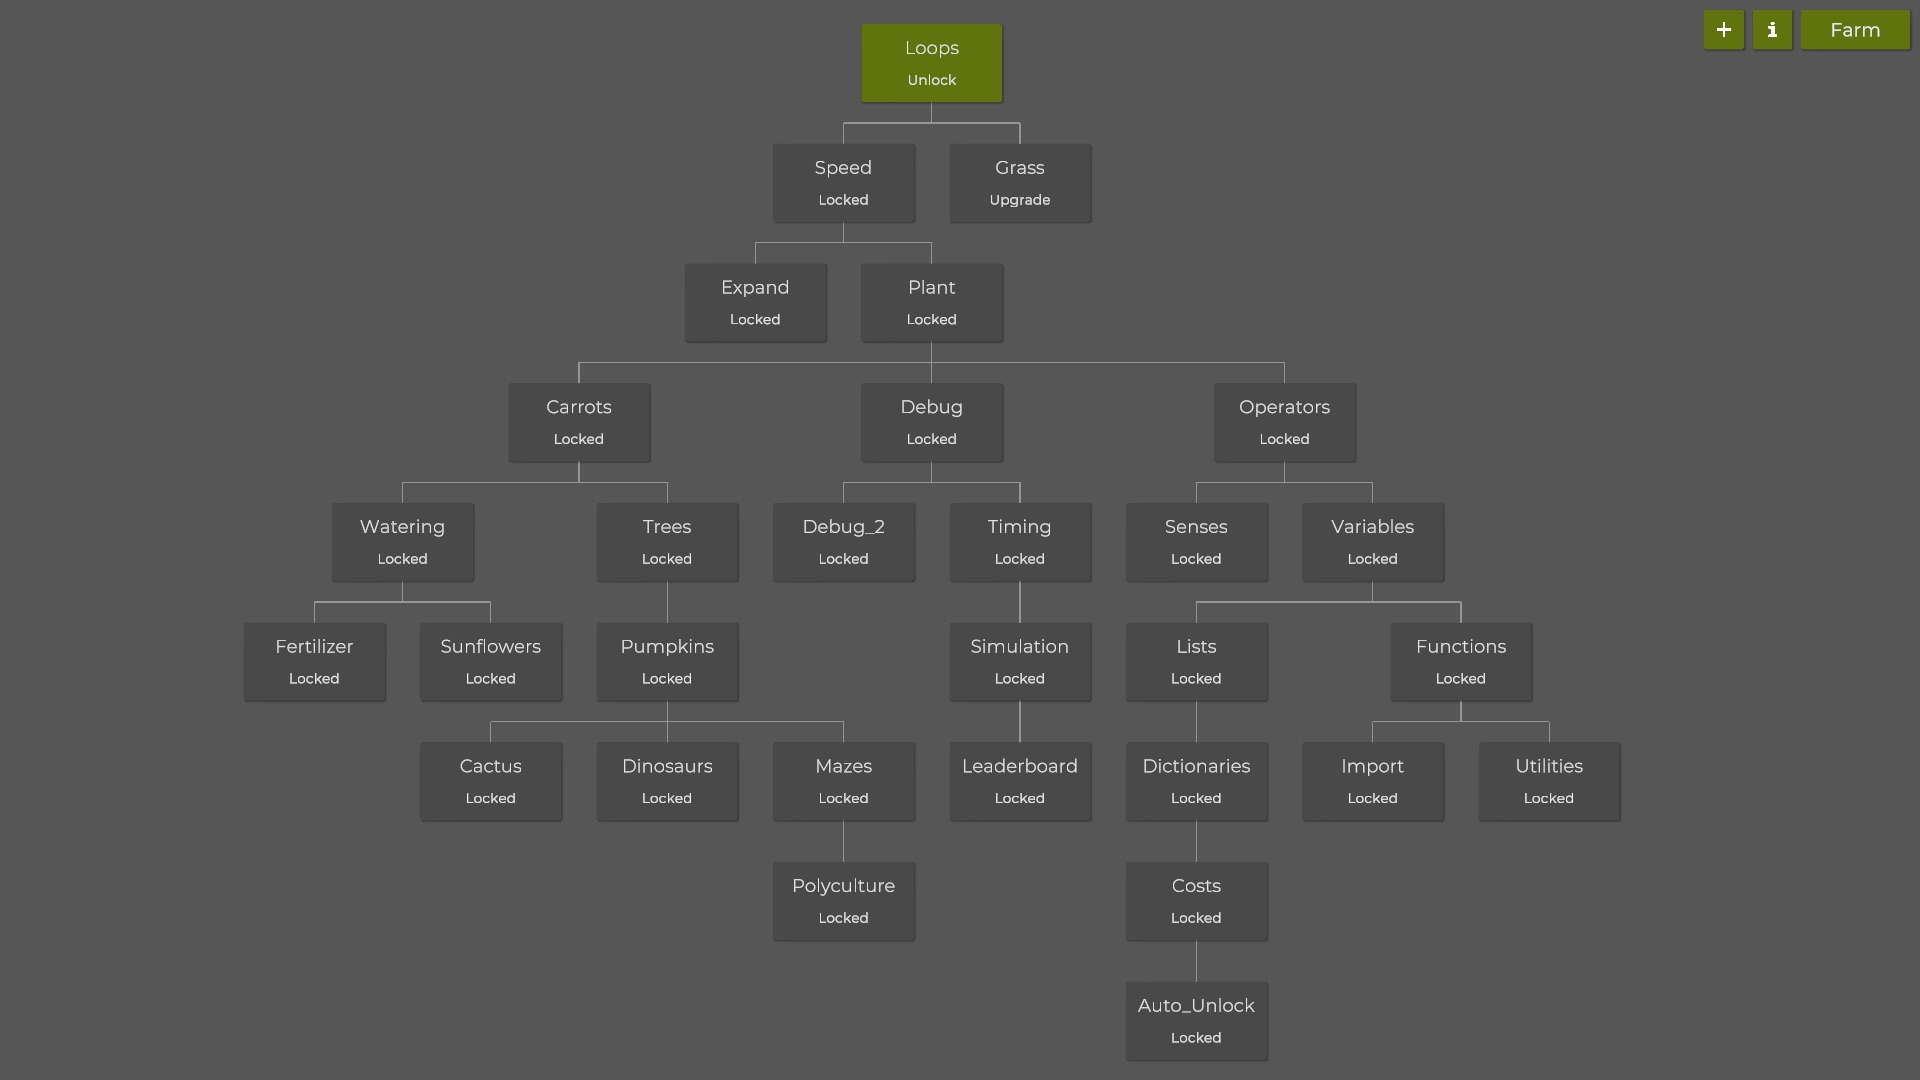 +
i
Farm
Loops
Unlock
Speed
Locked
Grass
Upgrade
Expand
Locked
Plant
Locked
Carrots
Locked
Debug
Locked
Operators
Locked
Watering
Locked
Trees
Locked
Debug_2
Locked
Timing
Locked
Senses
Locked
Variables
Locked
Fertilizer
Locked
Sunflowers
Locked
Pumpkins
Locked
Simulation
Locked
Lists
Locked
Functions
Locked
Cactus
Locked
Dinosaurs
Locked
Mazes
Locked
Leaderboard
Locked
Dictionaries
Locked
Import
Locked
Utilities
Locked
Polyculture
Locked
Costs
Locked
Auto_Unlock
Locked